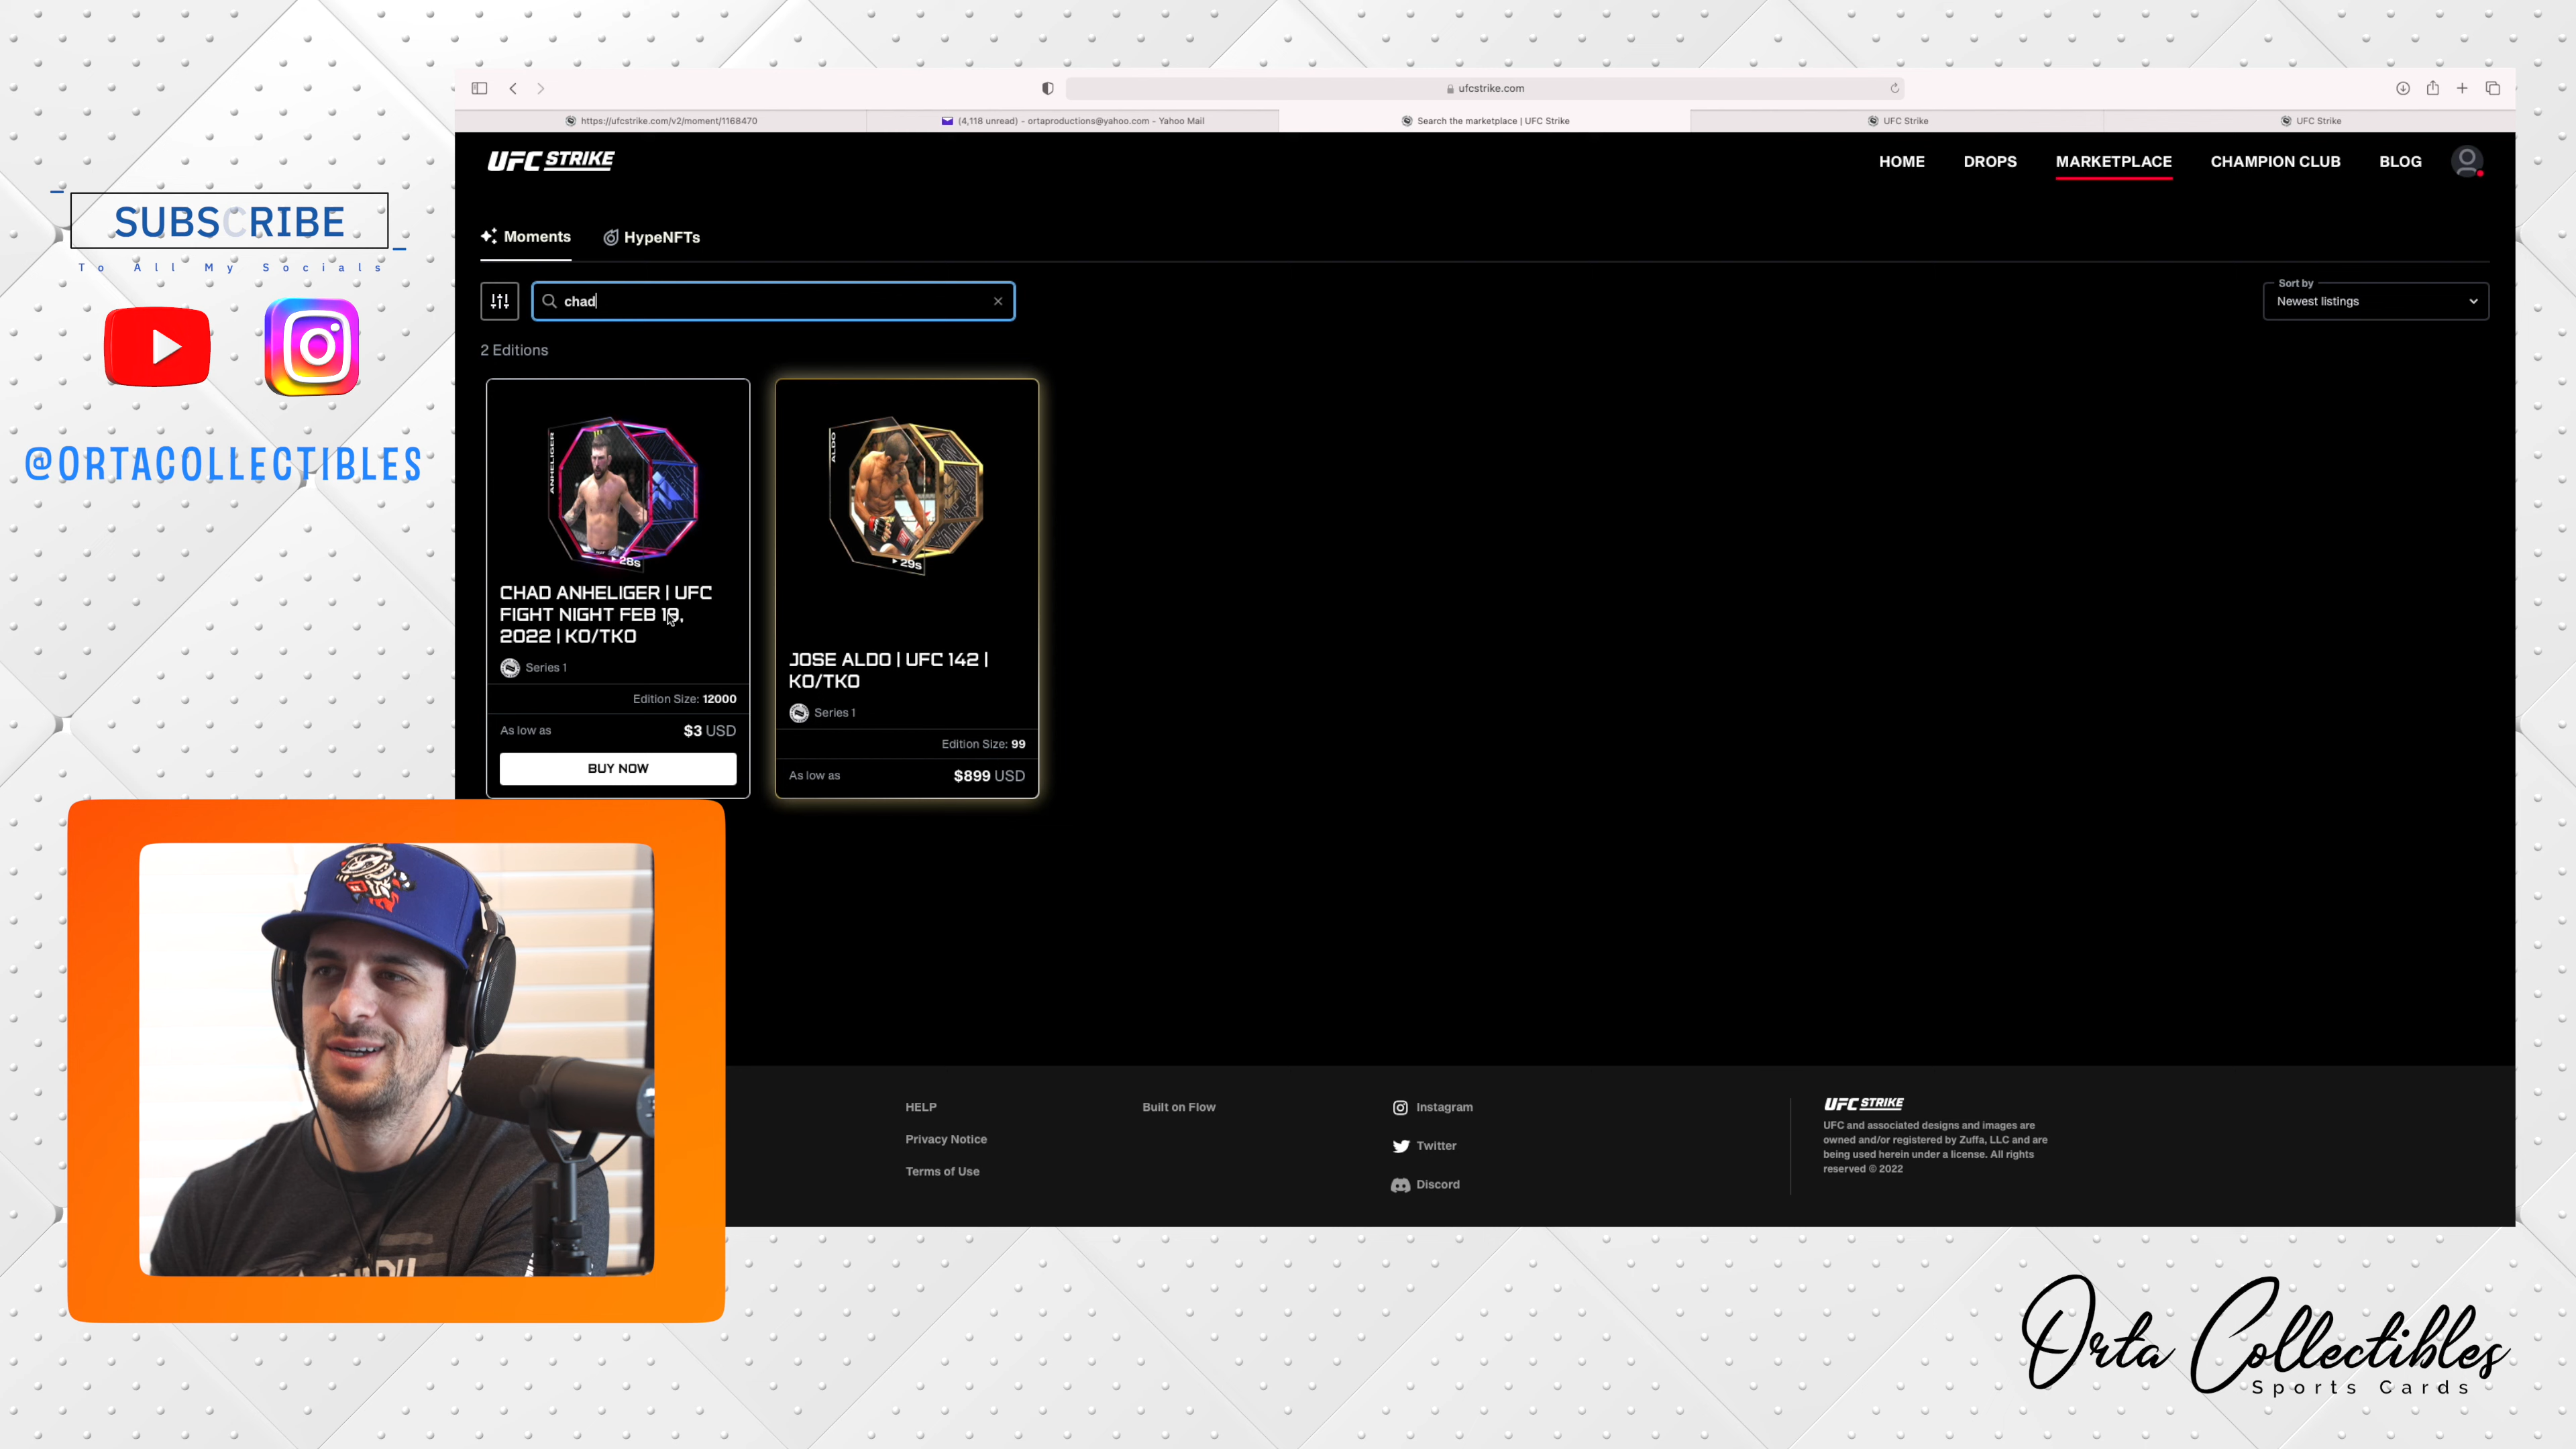 ufcstrike.com
https://ufcstrike.com/v2/moment/1168470
(4,118 unread) - ortaproductions@yahoo.com - Yahoo Mail
Search the marketplace | UFC Strike
UFC Strike
UFC Strike
UFC STRIKE
HOME
DROPS
MARKETPLACE
CHAMPION CLUB
BLOG
SUBSCRIBE
To All My Socials
@ORTACOLLECTIBLES
Moments
HypeNFTs
chad
Sort by
Newest listings
2 Editions
ANHELIGER
28s
CHAD ANHELIGER | UFC
FIGHT NIGHT FEB 19,
2022 | KO/TKO
Series 1
Edition Size: 12000
As low as
$3 USD
BUY NOW
ALDO
29s
JOSE ALDO | UFC 142 |
KO/TKO
Series 1
Edition Size: 99
As low as
$899 USD
HELP
Privacy Notice
Terms of Use
Built on Flow
Instagram
Twitter
Discord
UFC STRIKE
UFC and associated designs and images are
owned and/or registered by Zuffa, LLC and are
being used herein under a license. All rights
reserved © 2022
Orta Collectibles
Sports Cards